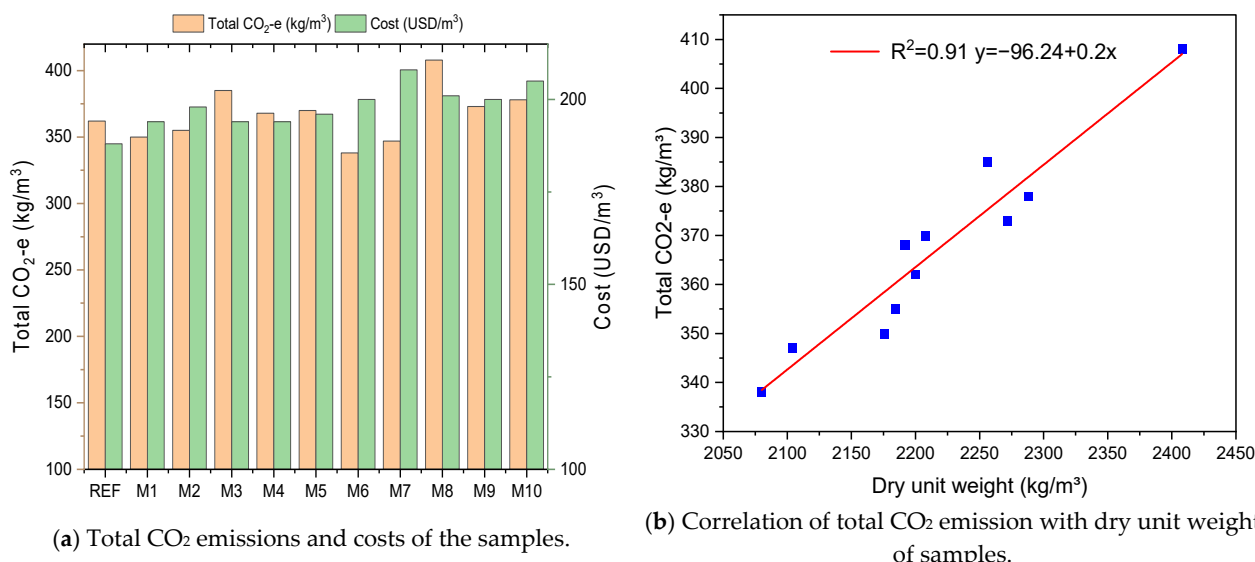 Total CO₂-e (kg/m³) Cost (USD/m³)
400
350
300
250
200
150
100
Total CO₂-e (kg/m³)
200
150
100
Cost (USD/m³)
REF M1 M2 M3 M4 M5 M6 M7 M8 M9 M10
(a) Total CO₂ emissions and costs of the samples.
R²=0.91 y=−96.24+0.2x
410
400
390
380
370
360
350
340
330
Total CO2-e (kg/m³)
2050 2100 2150 2200 2250 2300 2350 2400 2450
Dry unit weight (kg/m³)
(b) Correlation of total CO₂ emission with dry unit weight
of samples.